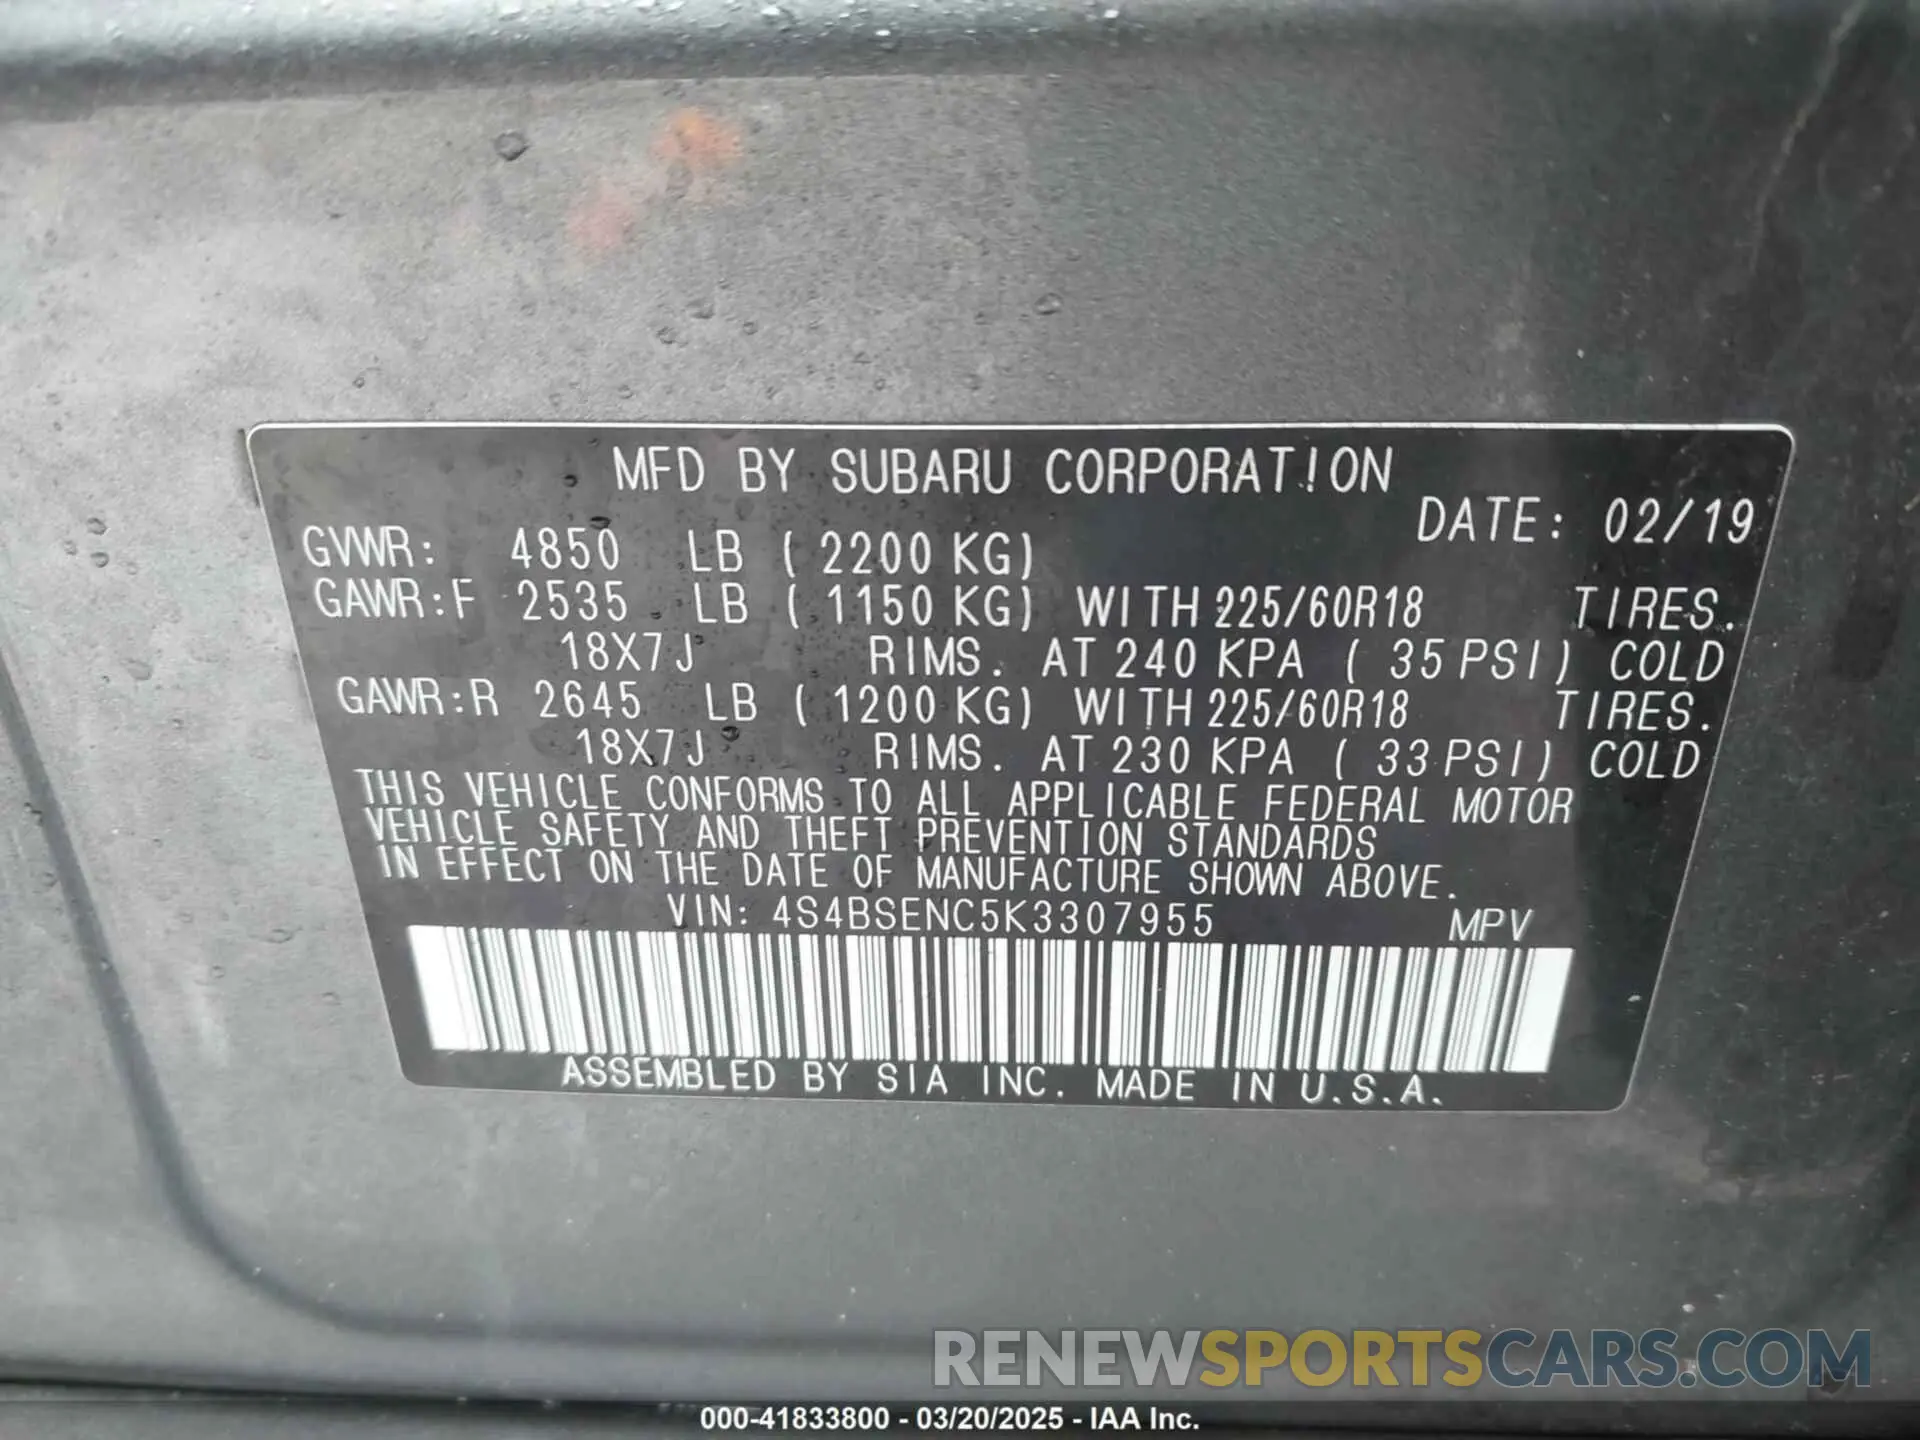 MFD BY SUBARU CORPORATION
DATE: 02/19
GVWR: 4850 LB ( 2200 KG)
GAWR:F 2535 LB ( 1150 KG) WITH 225/60R18 TIRES.
18X7J RIMS. AT 240 KPA ( 35 PSI) COLD
GAWR:R 2645 LB ( 1200 KG) WITH 225/60R18 TIRES.
18X7J RIMS. AT 230 KPA ( 33 PSI) COLD
THIS VEHICLE CONFORMS TO ALL APPLICABLE FEDERAL MOTOR
VEHICLE SAFETY AND THEFT PREVENTION STANDARDS
IN EFFECT ON THE DATE OF MANUFACTURE SHOWN ABOVE.
VIN: 4S4BSENC5K3307955 MPV
ASSEMBLED BY SIA INC. MADE IN U.S.A.
RENEWSPORTSCARS.COM
000-41833800 - 03/20/2025 - IAA Inc.